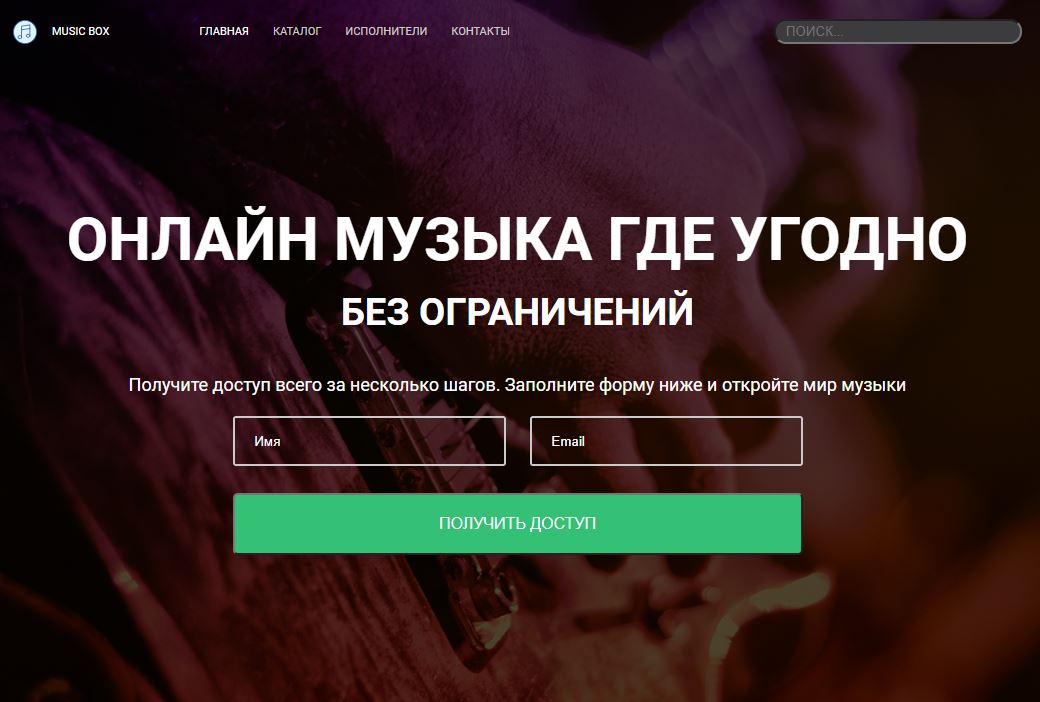 MUSIC BOX ГЛАВНАЯ КАТАЛОГ ИСПОЛНИТЕЛИ КОНТАКТЫ ПОИСК...
ОНЛАЙН МУЗЫКА ГДЕ УГОДНО
БЕЗ ОГРАНИЧЕНИЙ
Получите доступ всего за несколько шагов. Заполните форму ниже и откройте мир музыки
Имя Email
ПОЛУЧИТЬ ДОСТУП